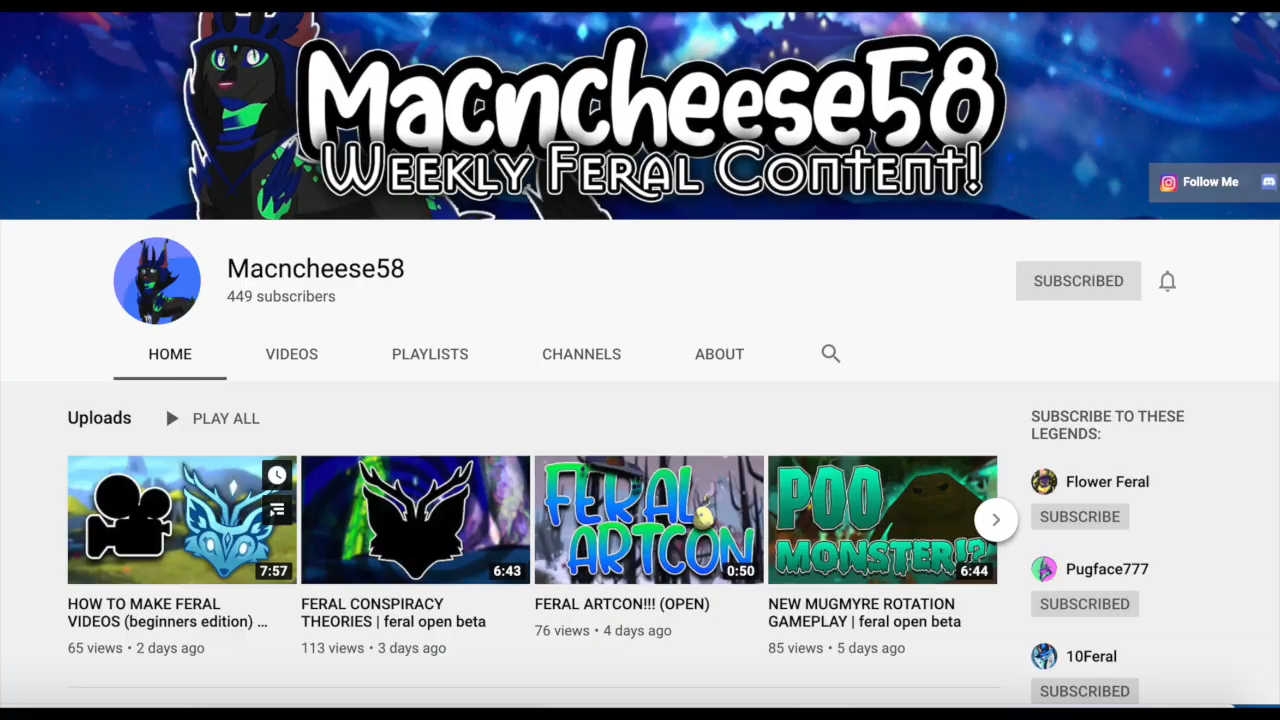 Macncheese58
Weekly Feral Content!
Follow Me
Macncheese58
449 subscribers
SUBSCRIBED
HOME
VIDEOS
PLAYLISTS
CHANNELS
ABOUT
Uploads
PLAY ALL
7:57
HOW TO MAKE FERAL
VIDEOS (beginners edition) ...
65 views • 2 days ago
6:43
FERAL CONSPIRACY
THEORIES | feral open beta
113 views • 3 days ago
FERAL
ARTCON
0:50
FERAL ARTCON!!! (OPEN)
76 views • 4 days ago
POO
MONSTER!?
6:44
NEW MUGMYRE ROTATION
GAMEPLAY | feral open beta
85 views • 5 days ago
SUBSCRIBE TO THESE
LEGENDS:
Flower Feral
SUBSCRIBE
Pugface777
SUBSCRIBED
10Feral
SUBSCRIBED